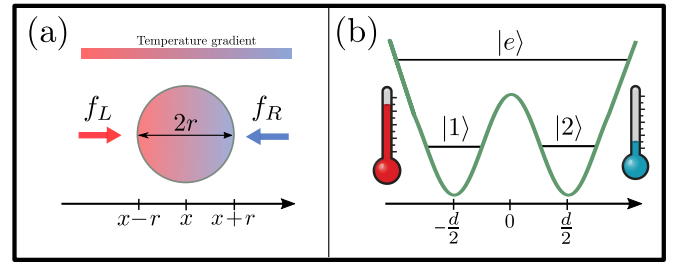 (a)
Temperature gradient
f_L
f_R
2r
x−r
x
x+r
(b)
|e⟩
|1⟩
|2⟩
−d/2
0
d/2